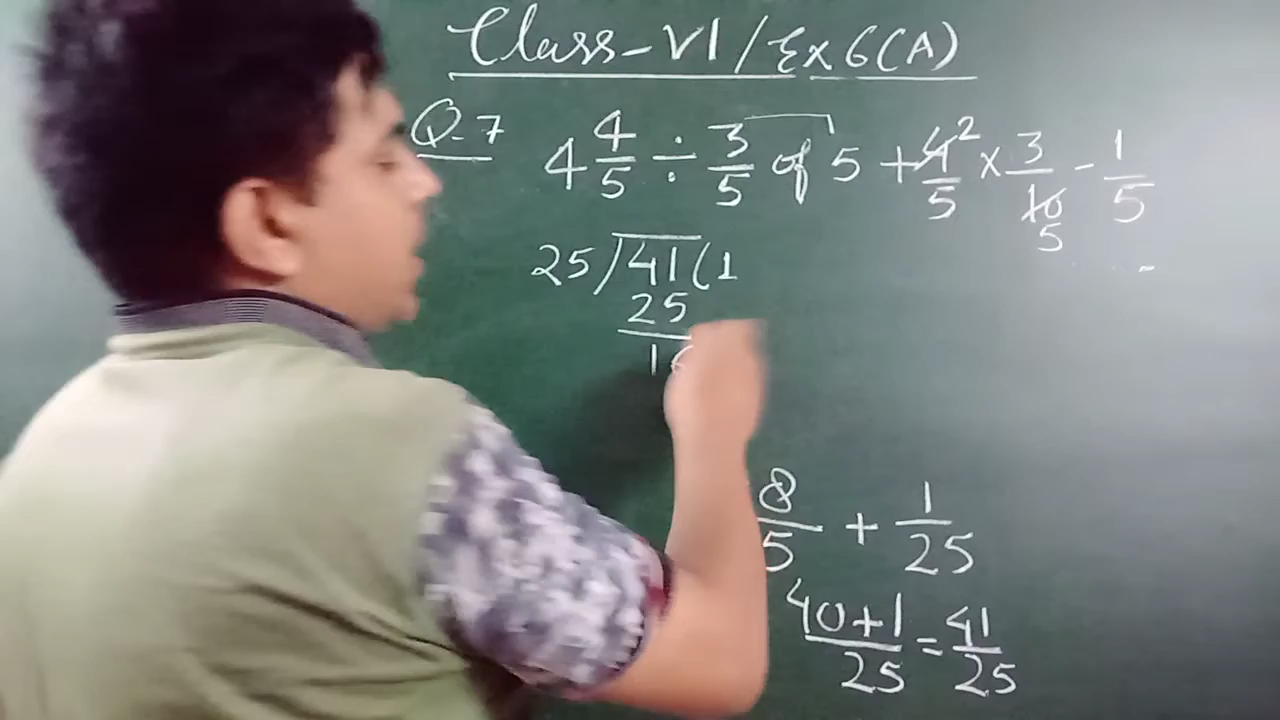 Class-VI / Ex 6(A)
Q-7 4 4/5 ÷ 3/5 of 5 + 4/5 2 × 3/10 5 - 1/5
25)41(1
25
16
8/5 + 1/25
40+1/25 = 41/25